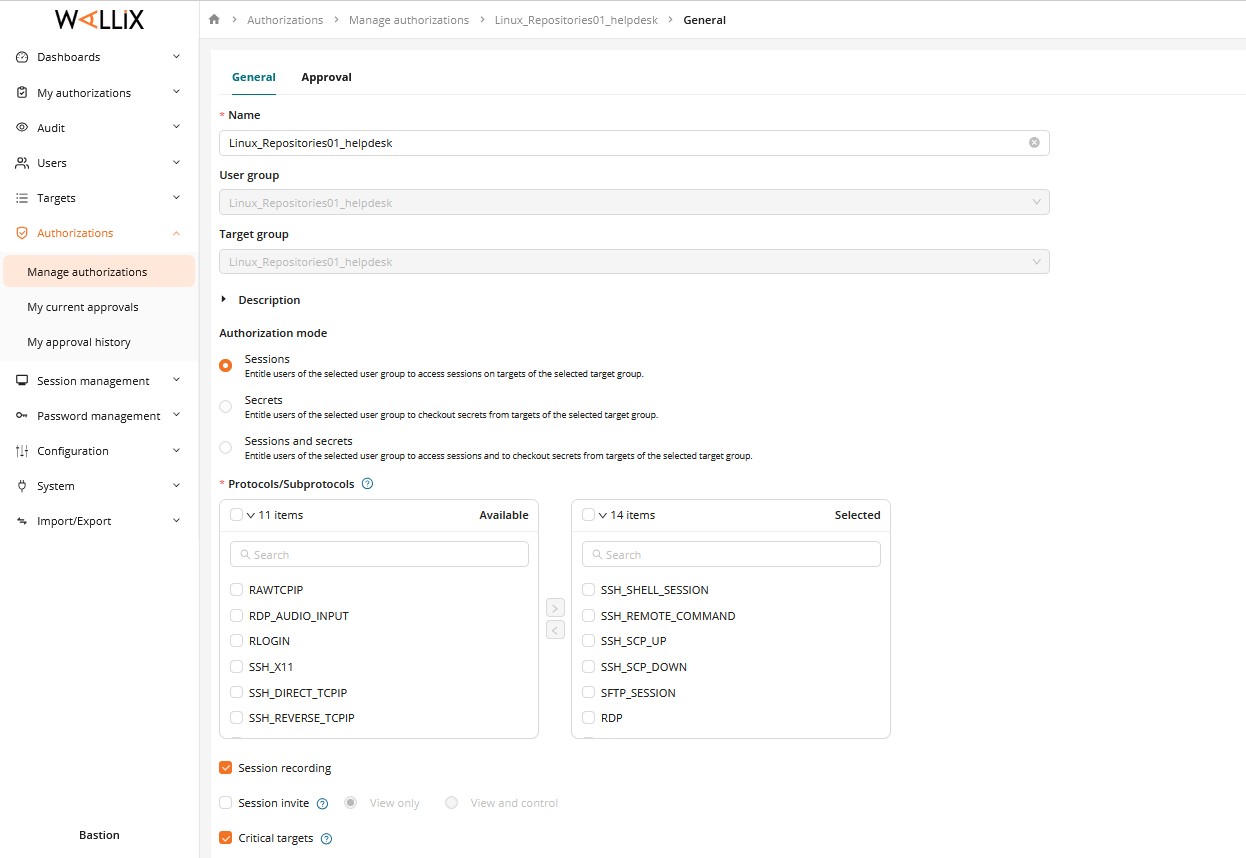 WALLIX
Authorizations
Manage authorizations
Linux_Repositories01_helpdesk
General
Dashboards
My authorizations
Audit
Users
Targets
Authorizations
Manage authorizations
My current approvals
My approval history
Session management
Password management
Configuration
System
Import/Export
Bastion
General
Approval
* Name
Linux_Repositories01_helpdesk
User group
Linux_Repositories01_helpdesk
Target group
Linux_Repositories01_helpdesk
Description
Authorization mode
Sessions
Entitle users of the selected user group to access sessions on targets of the selected target group.
Secrets
Entitle users of the selected user group to checkout secrets from targets of the selected target group.
Sessions and secrets
Entitle users of the selected user group to access sessions and to checkout secrets from targets of the selected target group.
* Protocols/Subprotocols
11 items
Available
Search
RAWTCPIP
RDP_AUDIO_INPUT
RLOGIN
SSH_X11
SSH_DIRECT_TCPIP
SSH_REVERSE_TCPIP
14 items
Selected
Search
SSH_SHELL_SESSION
SSH_REMOTE_COMMAND
SSH_SCP_UP
SSH_SCP_DOWN
SFTP_SESSION
RDP
Session recording
Session invite
View only
View and control
Critical targets